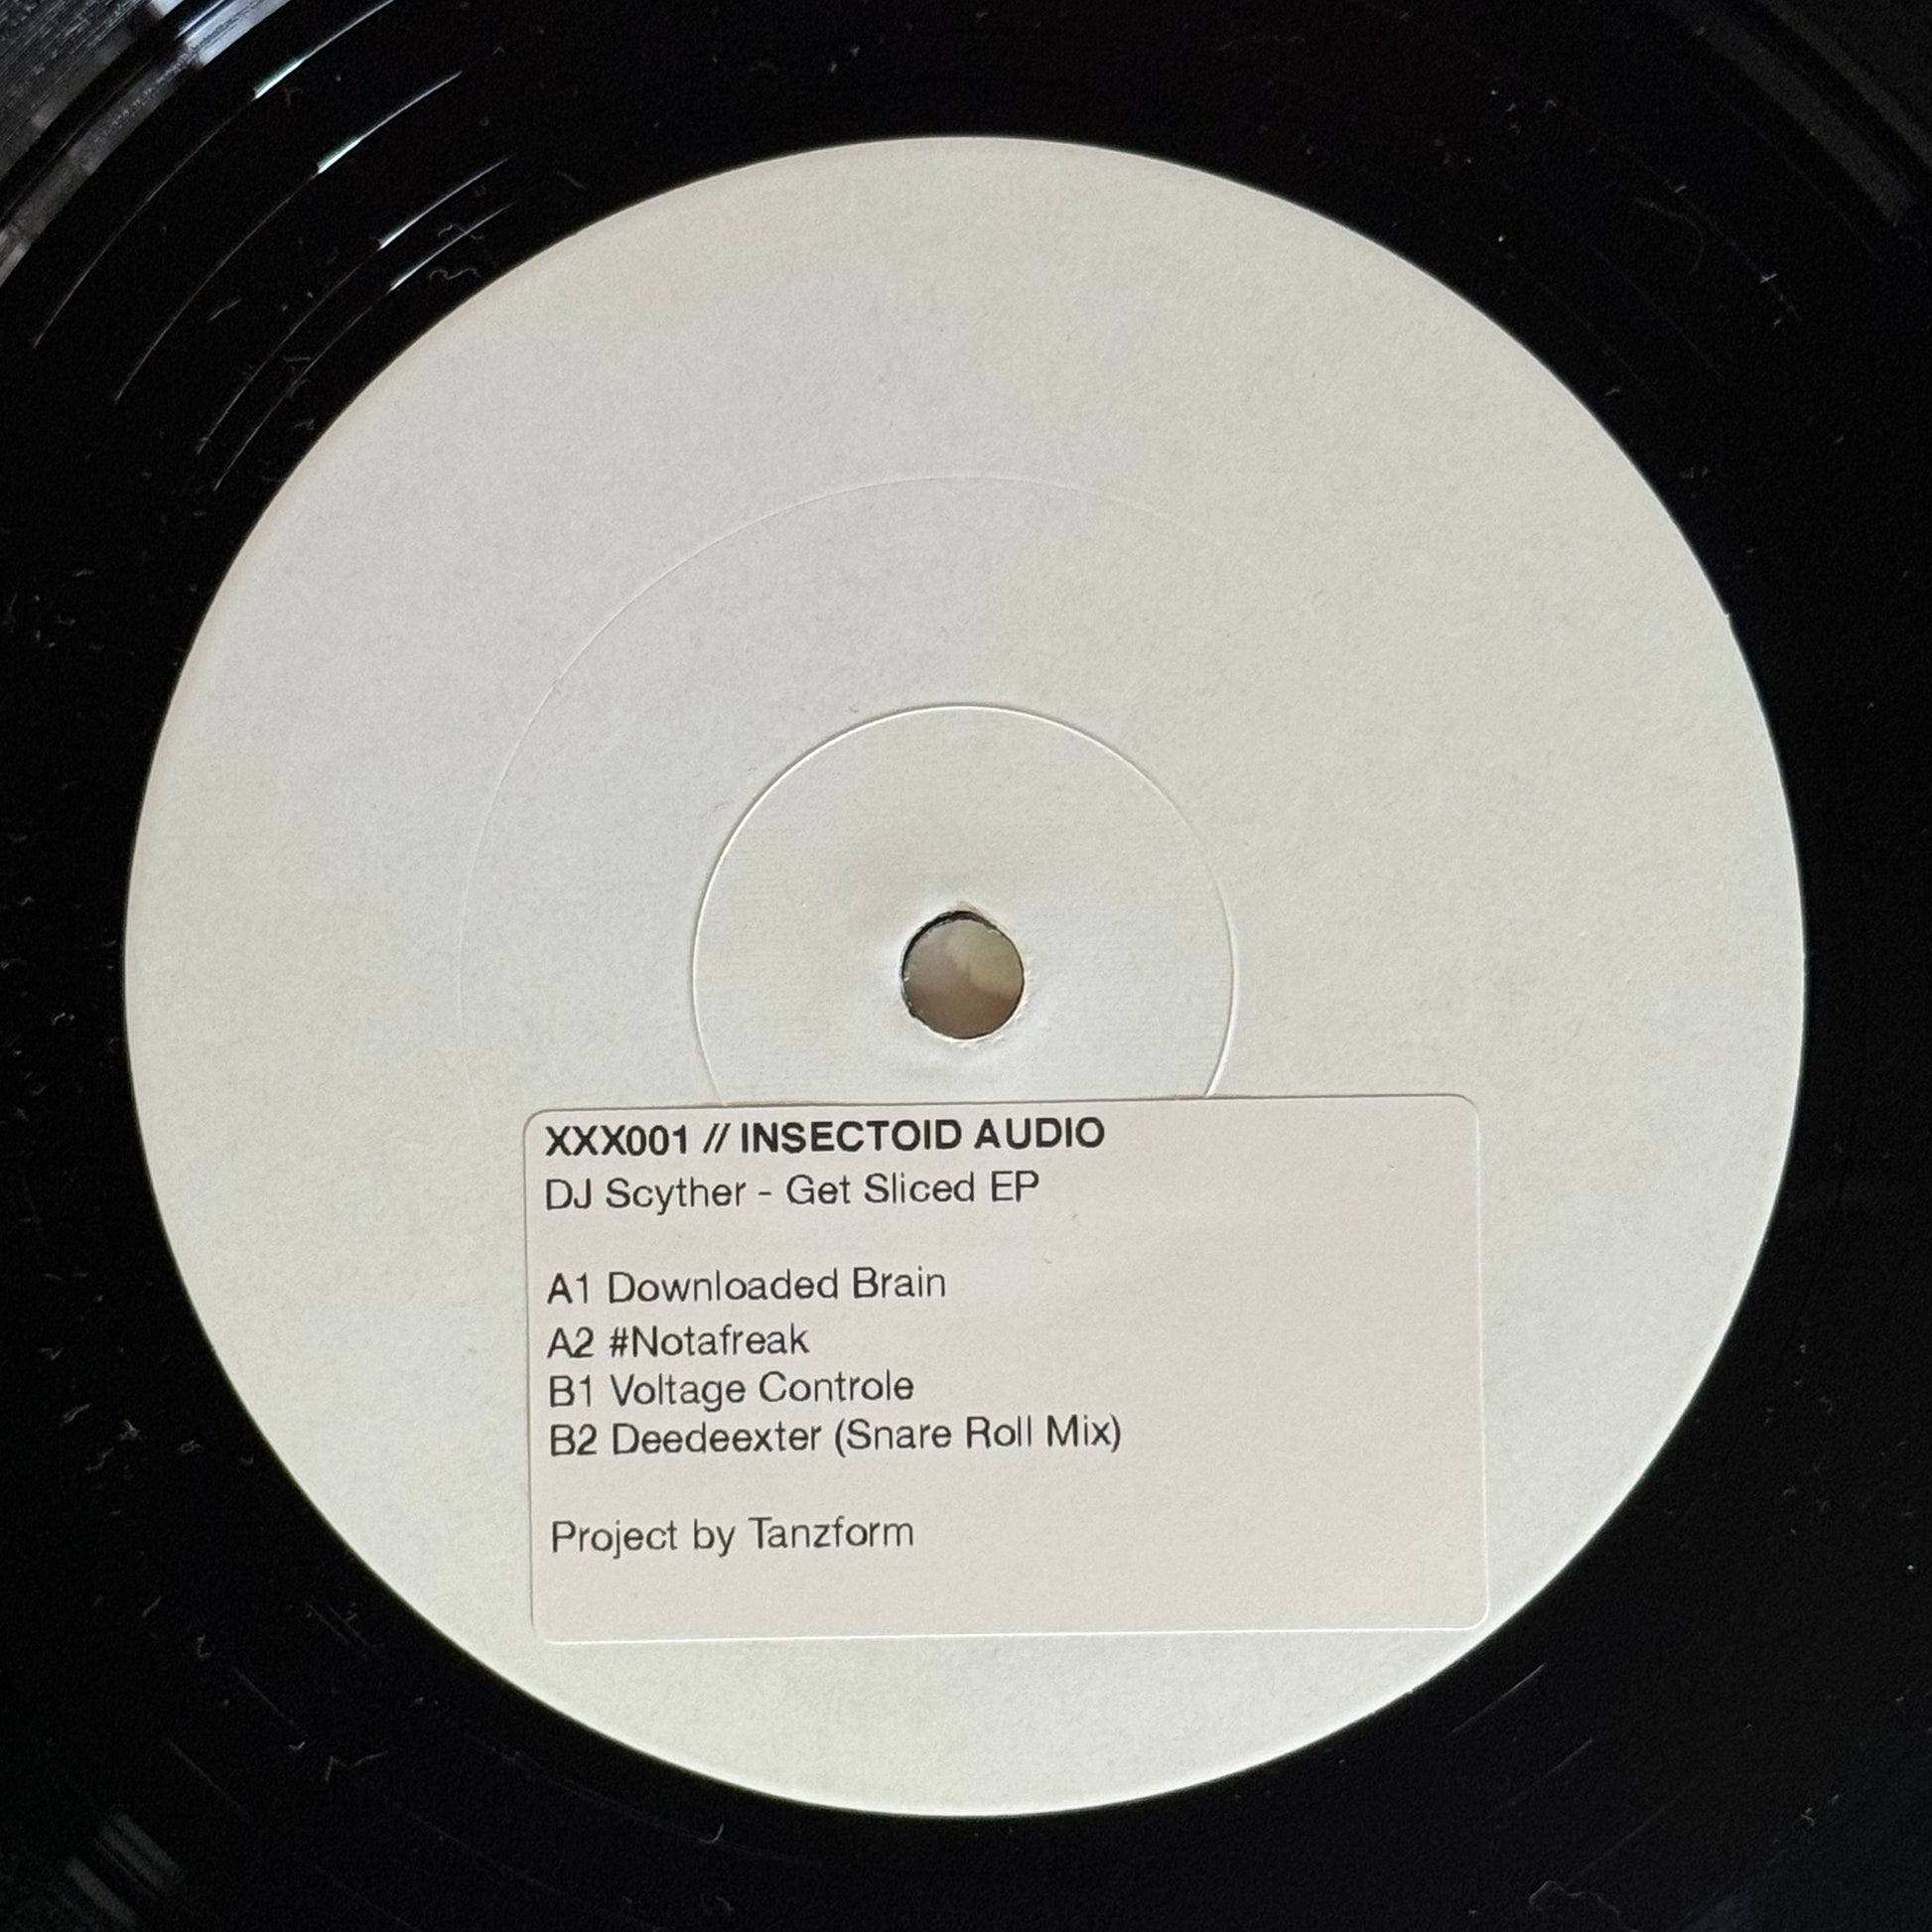 XXX001 // INSECTOID AUDIO
DJ Scyther - Get Sliced EP
A1 Downloaded Brain
A2 #Notafreak
B1 Voltage Controle
B2 Deedeexter (Snare Roll Mix)
Project by Tanzform